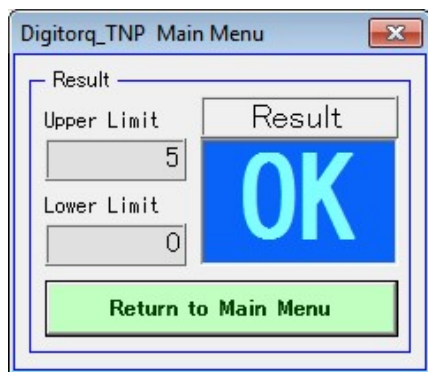 Digitorq_TNP Main Menu
Result
Upper Limit
5
Lower Limit
0
Result
OK
Return to Main Menu